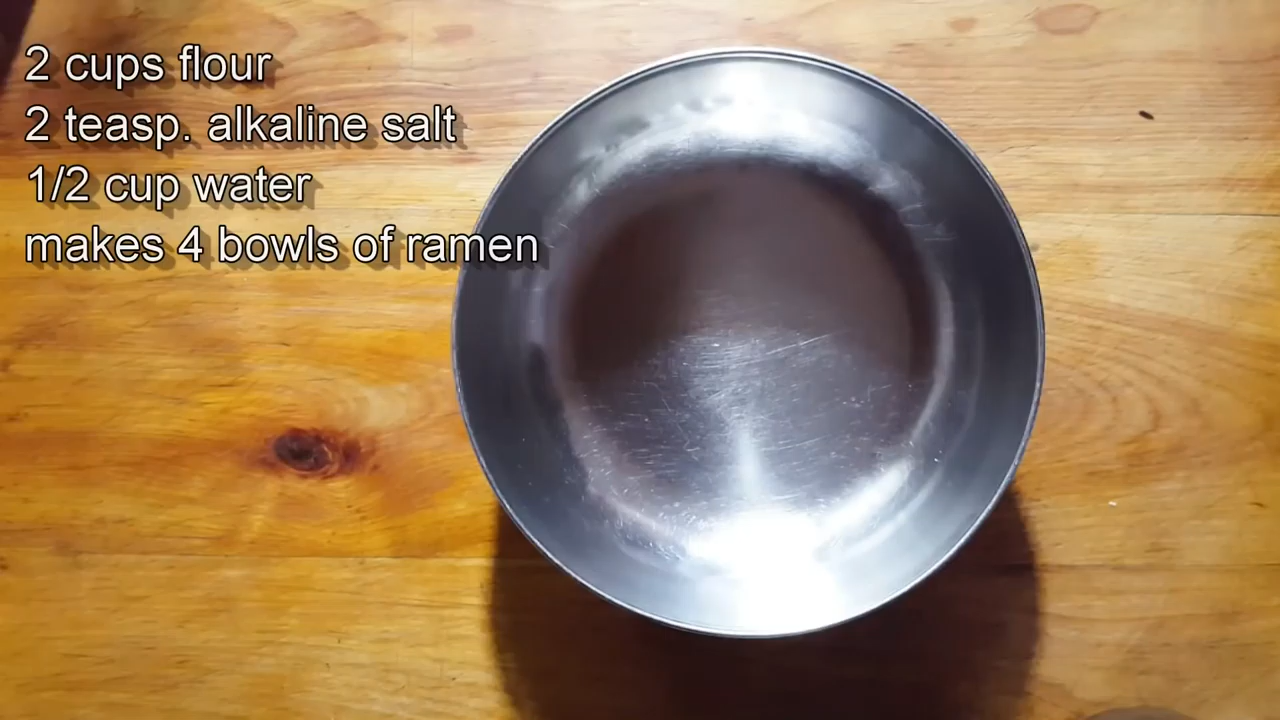 2 cups flour
2 teasp. alkaline salt
1/2 cup water
makes 4 bowls of ramen